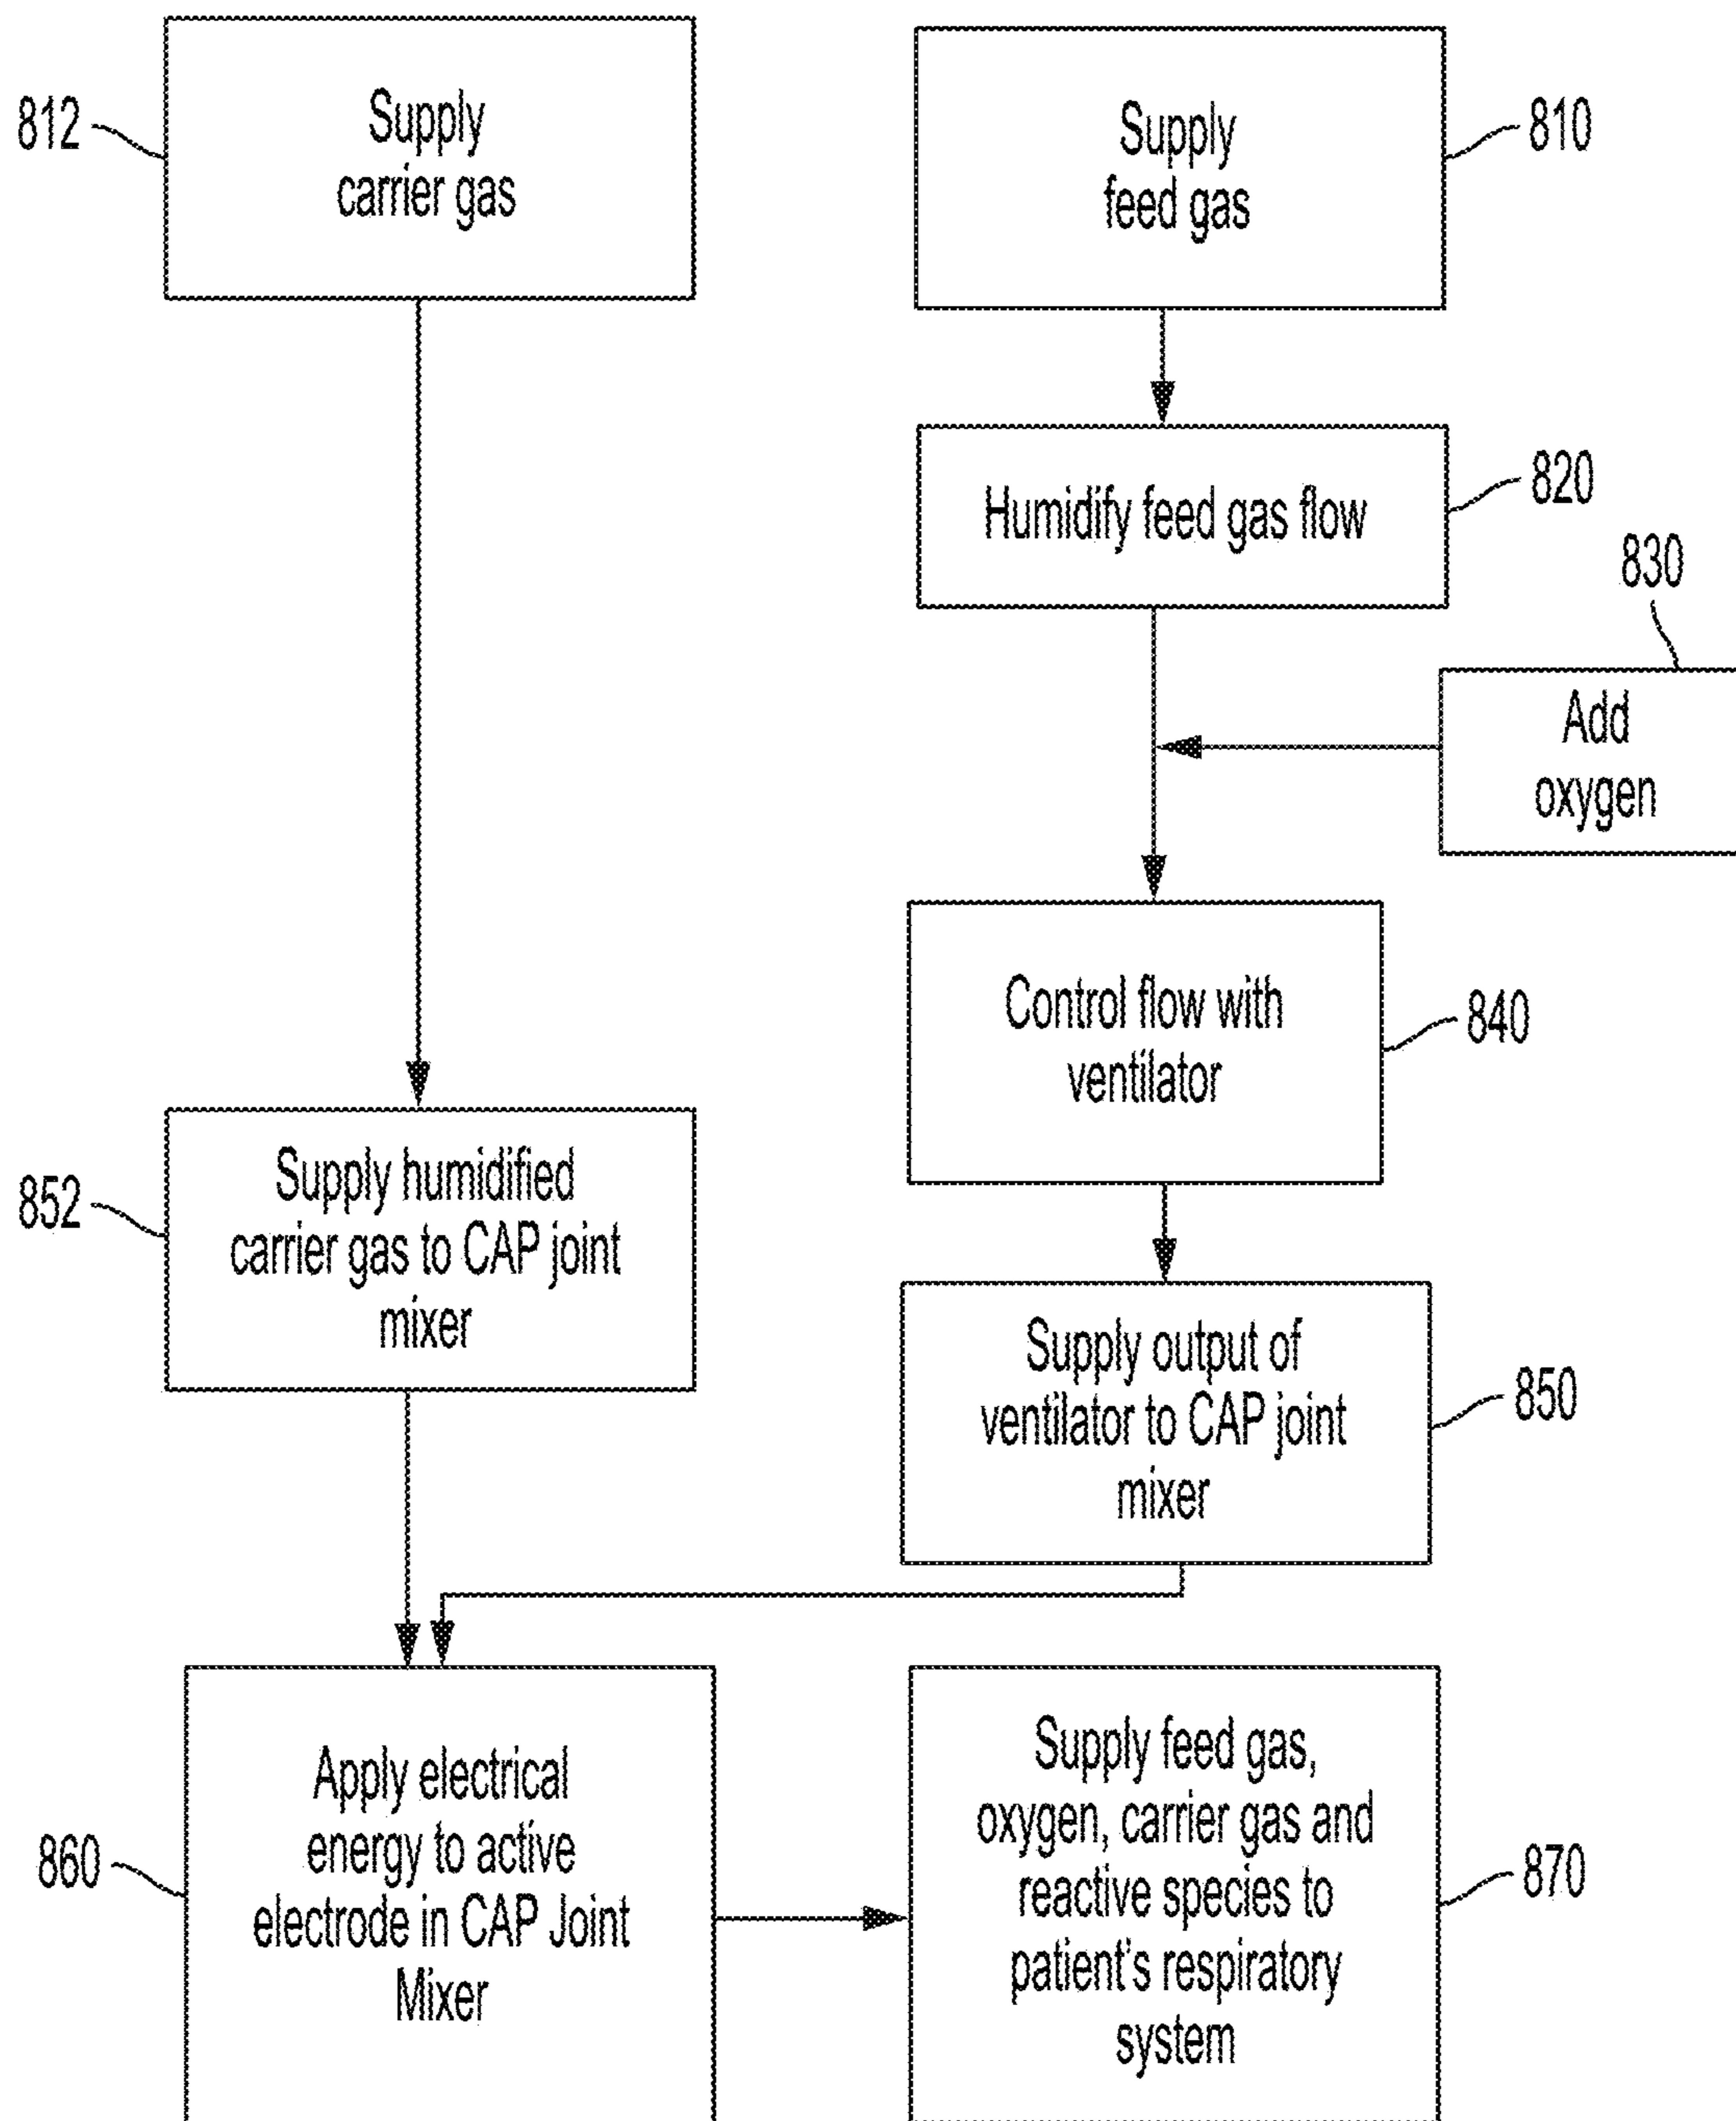 812
Supply
carrier gas
Supply
feed gas
810
Humidify feed gas flow
820
830
Add
oxygen
Control flow with
ventilator
840
852
Supply humidified
carrier gas to CAP joint
mixer
Supply output of
ventilator to CAP joint
mixer
850
860
Apply electrical
energy to active
electrode in CAP Joint
Mixer
Supply feed gas,
oxygen, carrier gas and
reactive species to
patient's respiratory
system
870